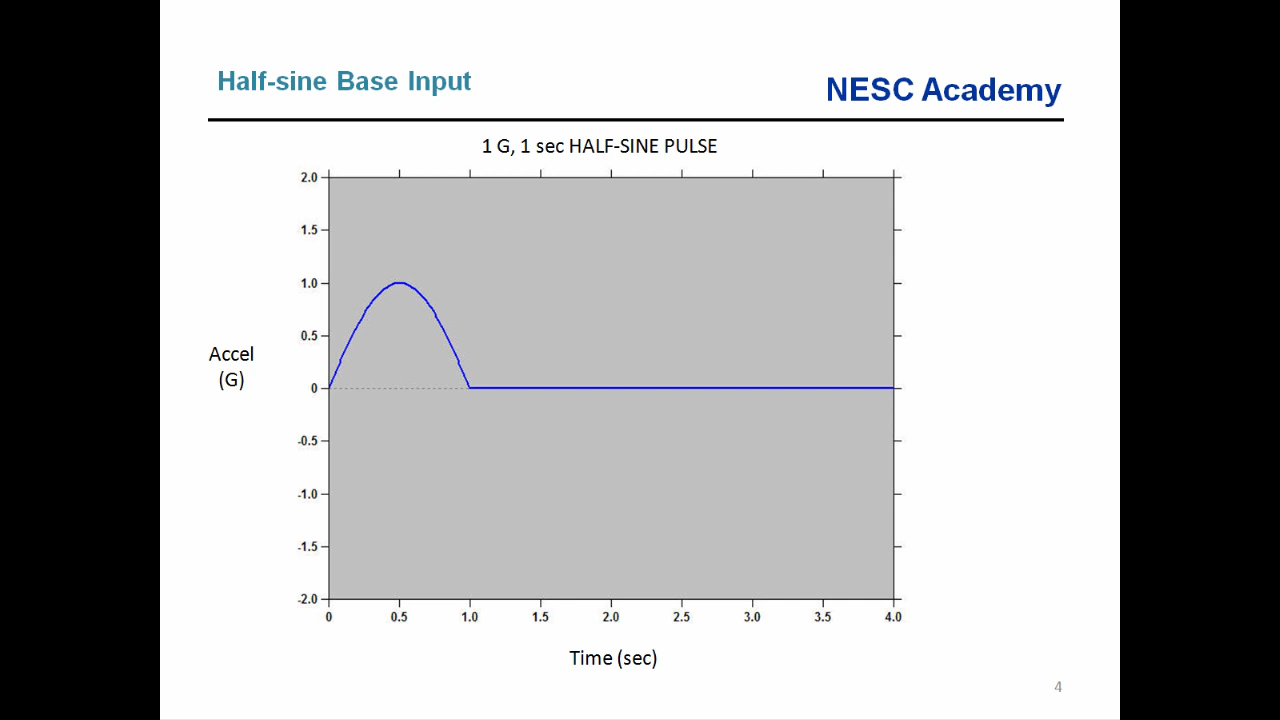 Half-sine Base Input
NESC Academy
1 G, 1 sec HALF-SINE PULSE
2.0
1.5
1.0
0.5
0
-0.5
-1.0
-1.5
-2.0
Accel
(G)
0 0.5 1.0 1.5 2.0 2.5 3.0 3.5 4.0
Time (sec)
4